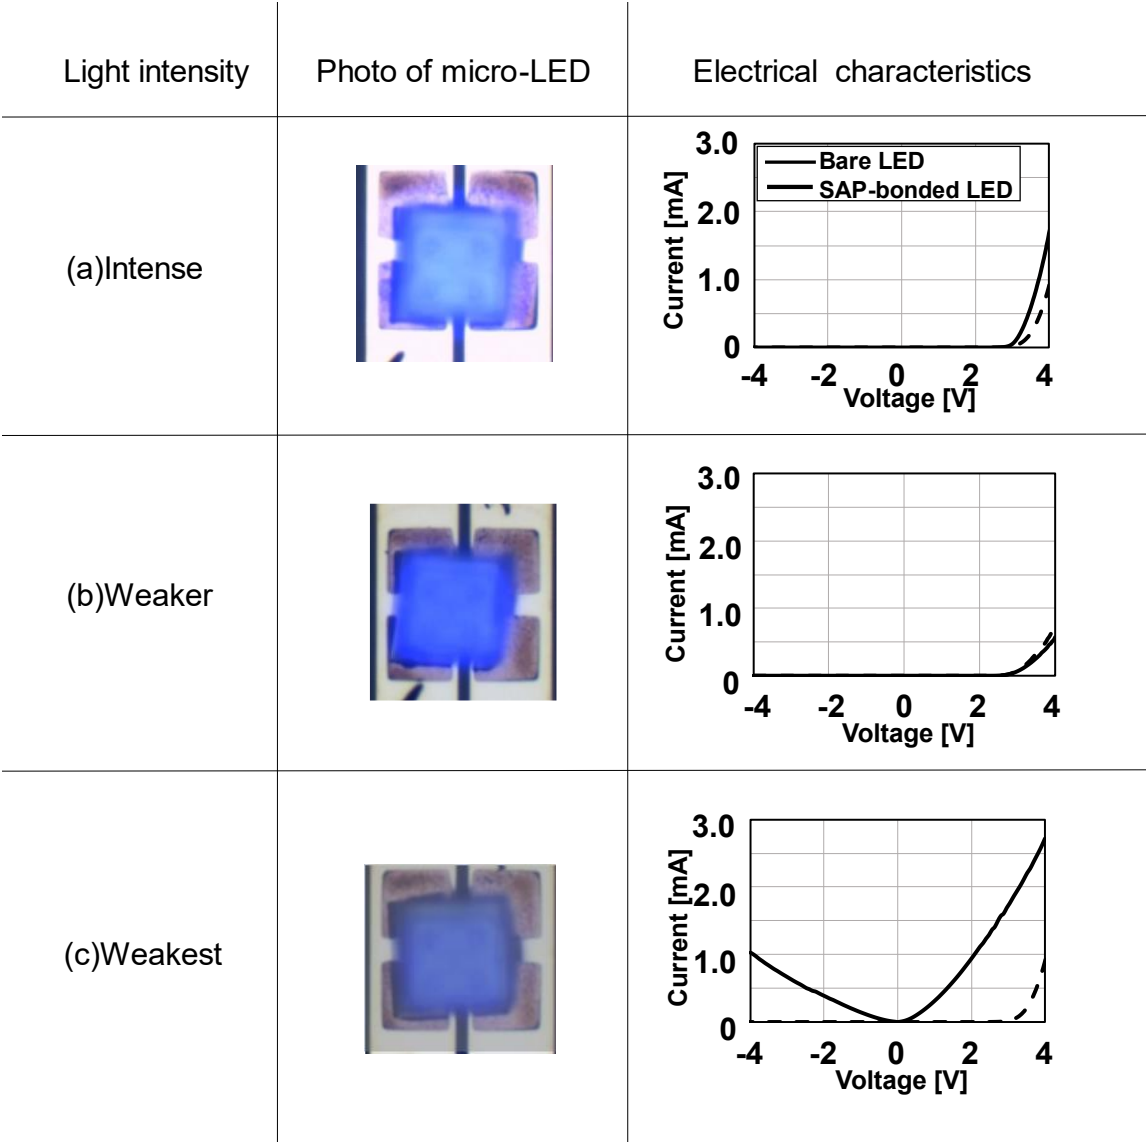 Light intensity
Photo of micro-LED
Electrical characteristics
(a)Intense
3.0
2.0
1.0
0
Current [mA]
Bare LED
SAP-bonded LED
-4 -2 0 2 4
Voltage [V]
(b)Weaker
3.0
2.0
1.0
0
Current [mA]
-4 -2 0 2 4
Voltage [V]
(c)Weakest
3.0
2.0
1.0
0
Current [mA]
-4 -2 0 2 4
Voltage [V]